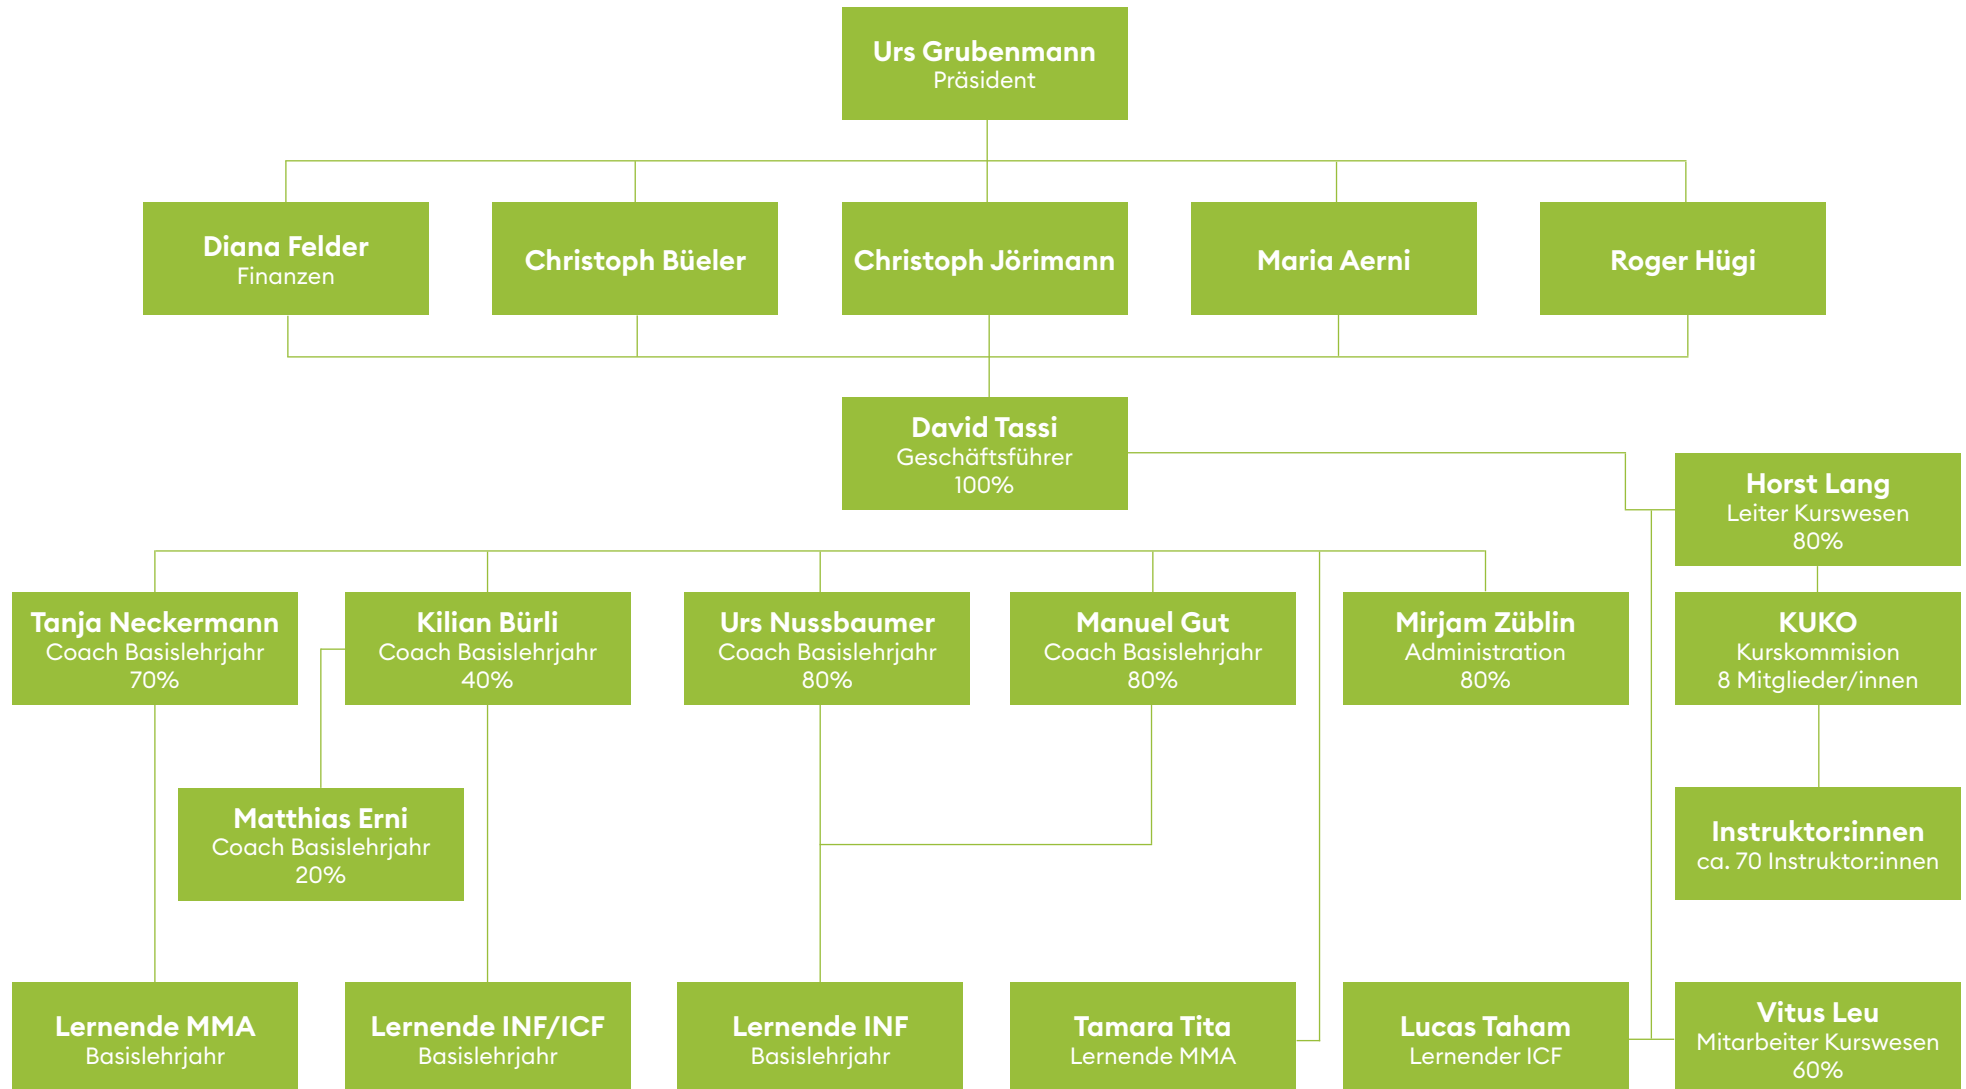 Urs Grubenmann
Präsident
Diana Felder
Finanzen
Christoph Büeler
Christoph Jörimann
Maria Aerni
Roger Hügi
David Tassi
Geschäftsführer
100%
Horst Lang
Leiter Kurswesen
80%
Tanja Neckermann
Coach Basislehrjahr
70%
Kilian Bürli
Coach Basislehrjahr
40%
Urs Nussbaumer
Coach Basislehrjahr
80%
Manuel Gut
Coach Basislehrjahr
80%
Mirjam Züblin
Administration
80%
KUKO
Kurskommision
8 Mitglieder/innen
Matthias Erni
Coach Basislehrjahr
20%
Instruktor:innen
ca. 70 Instruktor:innen
Lernende MMA
Basislehrjahr
Lernende INF/ICF
Basislehrjahr
Lernende INF
Basislehrjahr
Tamara Tita
Lernende MMA
Lucas Taham
Lernender ICF
Vitus Leu
Mitarbeiter Kurswesen
60%